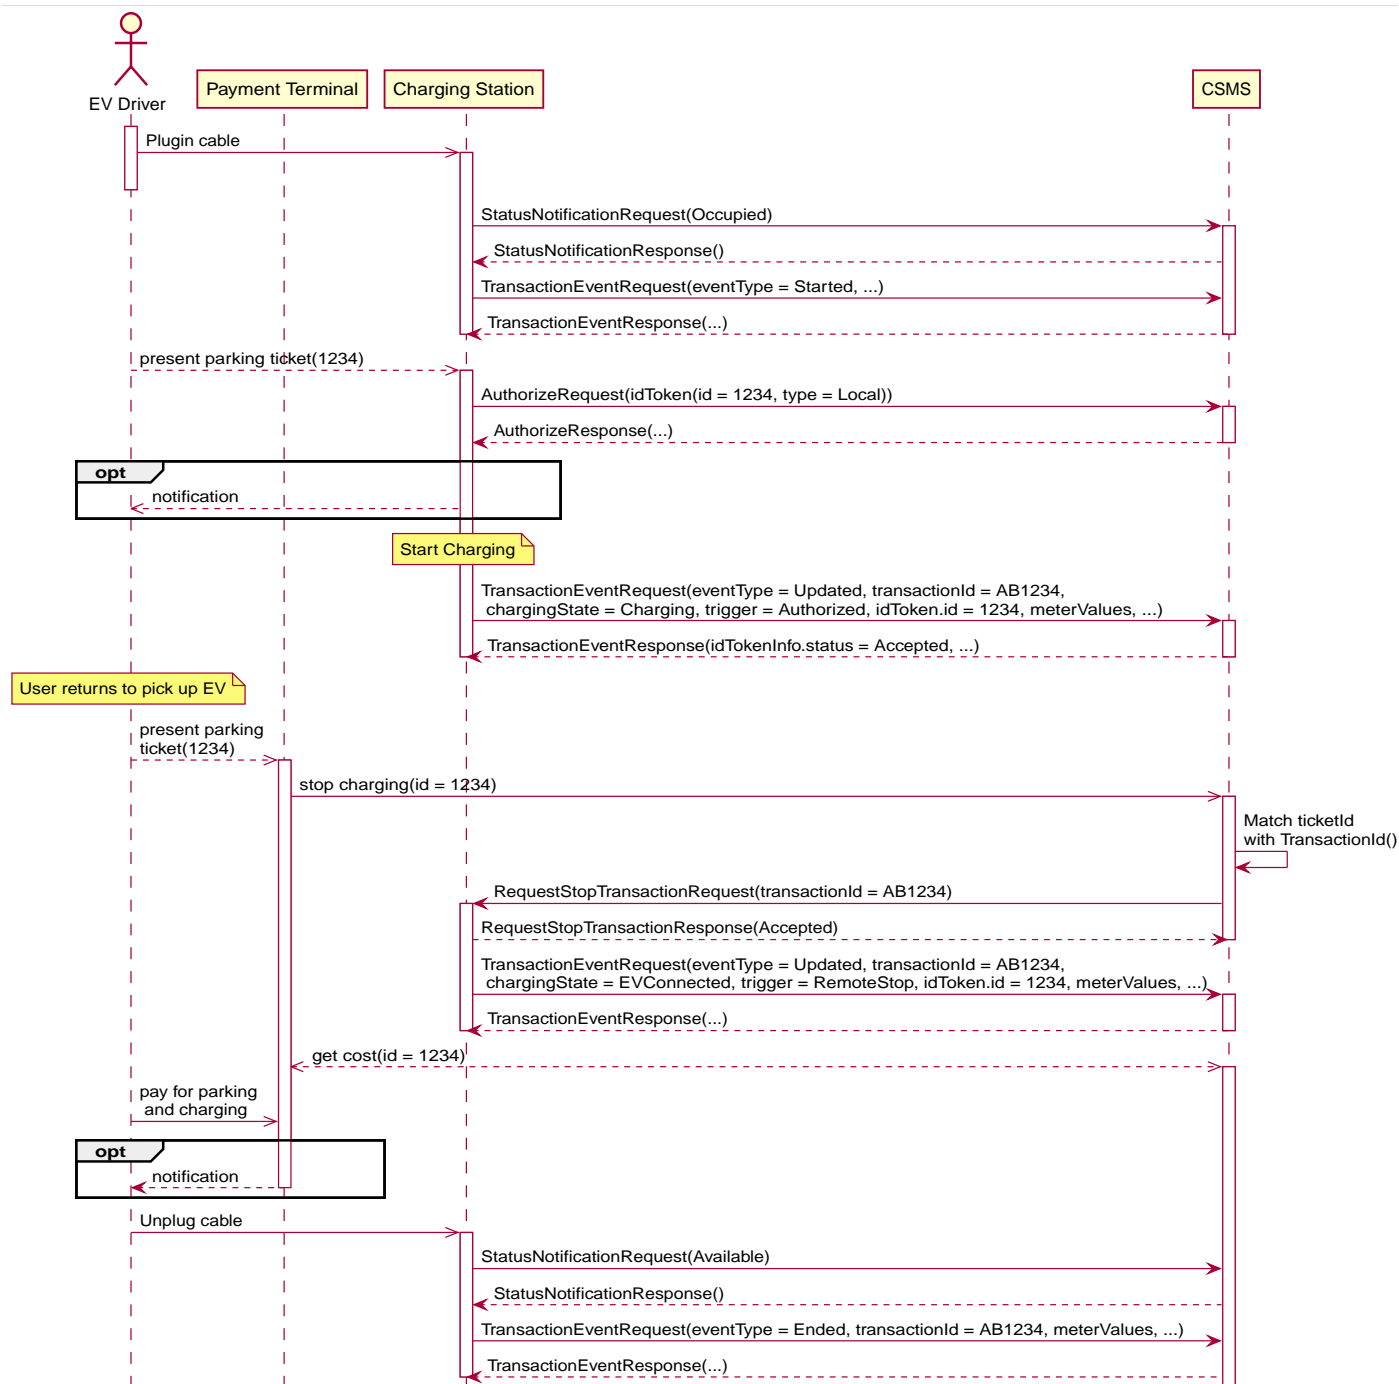 EV Driver
Payment Terminal
Charging Station
CSMS
Plugin cable
StatusNotificationRequest(Occupied)
StatusNotificationResponse()
TransactionEventRequest(eventType = Started, ...)
TransactionEventResponse(...)
present parking ticket(1234)
AuthorizeRequest(idToken(id = 1234, type = Local))
AuthorizeResponse(...)
opt
notification
Start Charging
TransactionEventRequest(eventType = Updated, transactionId = AB1234,
chargingState = Charging, trigger = Authorized, idToken.id = 1234, meterValues, ...)
TransactionEventResponse(idTokenInfo.status = Accepted, ...)
User returns to pick up EV
present parking
ticket(1234)
stop charging(id = 1234)
Match ticketId
with TransactionId()
RequestStopTransactionRequest(transactionId = AB1234)
RequestStopTransactionResponse(Accepted)
TransactionEventRequest(eventType = Updated, transactionId = AB1234,
chargingState = EVConnected, trigger = RemoteStop, idToken.id = 1234, meterValues, ...)
TransactionEventResponse(...)
get cost(id = 1234)
pay for parking
and charging
opt
notification
Unplug cable
StatusNotificationRequest(Available)
StatusNotificationResponse()
TransactionEventRequest(eventType = Ended, transactionId = AB1234, meterValues, ...)
TransactionEventResponse(...)